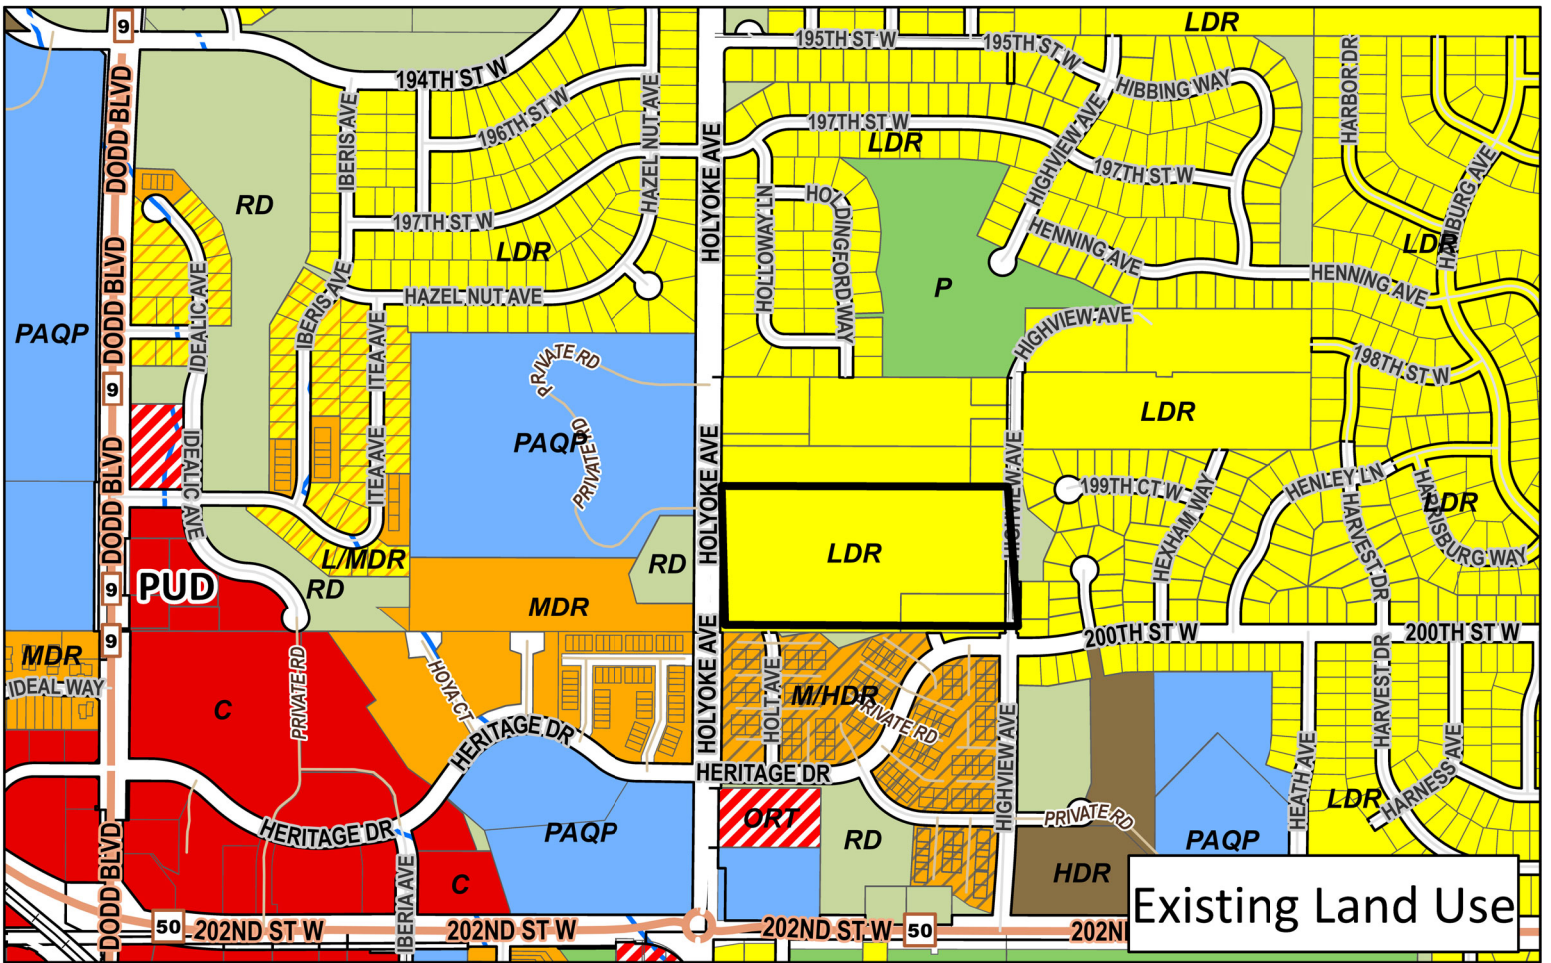 9
LDR
195TH ST W
195TH ST W
194TH ST W
HIBBING WAY
HARBOR DR
DODD BLVD
IBERIS AVE
196TH ST W
HAZEL NUT AVE
HOLYOKE AVE
197TH ST W
LDR
HIGHVIEW AVE
197TH ST W
HAMBURG AVE
RD
197TH ST W
LDR
HOLLOWAY LN
HOLDINGFORD WAY
HENNING AVE
LDR
DODD BLVD
IDEALIC AVE
IBERIS AVE
HAZEL NUT AVE
P
HENNING AVE
PAQP
ITEA AVE
HIGHVIEW AVE
198TH ST W
PRIVATE RD
9
LDR
PAQP
PRIVATE RD
HOLYOKE AVE
HIGHVIEW AVE
DODD BLVD
IDEALIC AVE
ITEA AVE
199TH CT W
HEXHAM WAY
HENLEY LN
LDR
HARRISBURG WAY
HARVEST DR
L/MDR
RD
LDR
HIGHVIEW AVE
9
PUD
RD
MDR
9
HOLYOKE AVE
200TH ST W
200TH ST W
MDR
IDEAL WAY
PRIVATE RD
HOYA CT
HOLT AVE
M/HDR
PRIVATE RD
HARVEST DR
C
HERITAGE DR
HIGHVIEW AVE
HEATH AVE
HERITAGE DR
LDR
HARNESS AVE
HERITAGE DR
PAQP
ORT
RD
PRIVATE RD
PAQP
DODD BLVD
IBERIA AVE
C
HDR
Existing Land Use
50
202ND ST W
202ND ST W
202ND ST W
50
202N